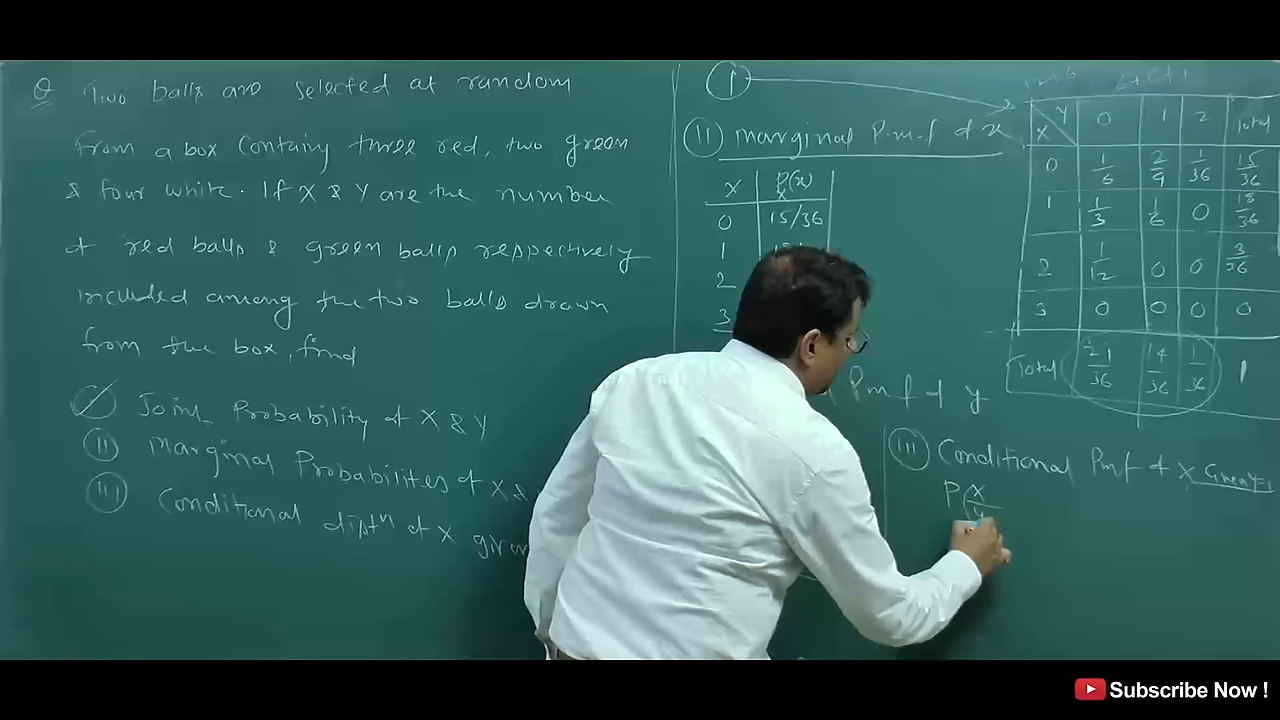 Q Two balls are selected at random
from a box containg three red, two green
& four white. If X & Y are the number
of red balls & green balls respectively
included among the two balls drawn
from the box, find
Joint Probability of X & Y
(II) Marginal Probabilites of X &
(III) Conditional distn of X given
(I)
(II) Marginal P.m.f of x
X P_X(x)
0 15/36
1
2
3
P.m.f of y
X Y 0 1 2 Total
0 1/6 2/9 1/36 15/36
1 1/3 1/6 0 18/36
2 1/12 0 0 3/36
3 0 0 0 0
Total 21/36 14/36 1/36 1
(III) Conditional Pmf of X Given Y=1
P(X
Subscribe Now !